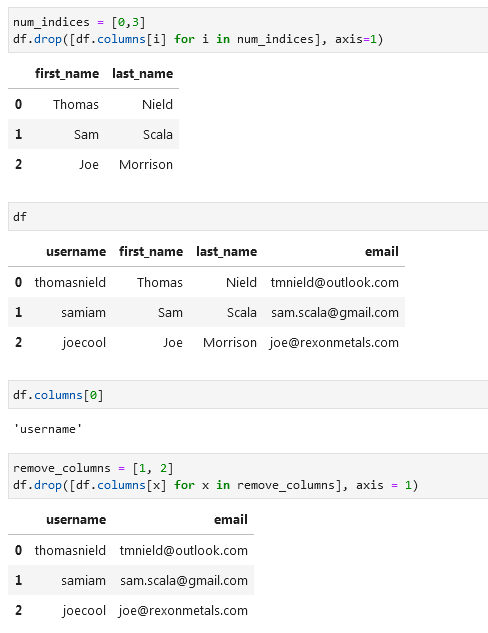 num_indices = [0,3]
df.drop([df.columns[i] for i in num_indices], axis=1)
first_name last_name
0 Thomas Nield
1 Sam Scala
2 Joe Morrison
df
username first_name last_name email
0 thomasnield Thomas Nield tmnield@outlook.com
1 samiam Sam Scala sam.scala@gmail.com
2 joecool Joe Morrison joe@rexonmetals.com
df.columns[0]
'username'
remove_columns = [1, 2]
df.drop([df.columns[x] for x in remove_columns], axis = 1)
username email
0 thomasnield tmnield@outlook.com
1 samiam sam.scala@gmail.com
2 joecool joe@rexonmetals.com